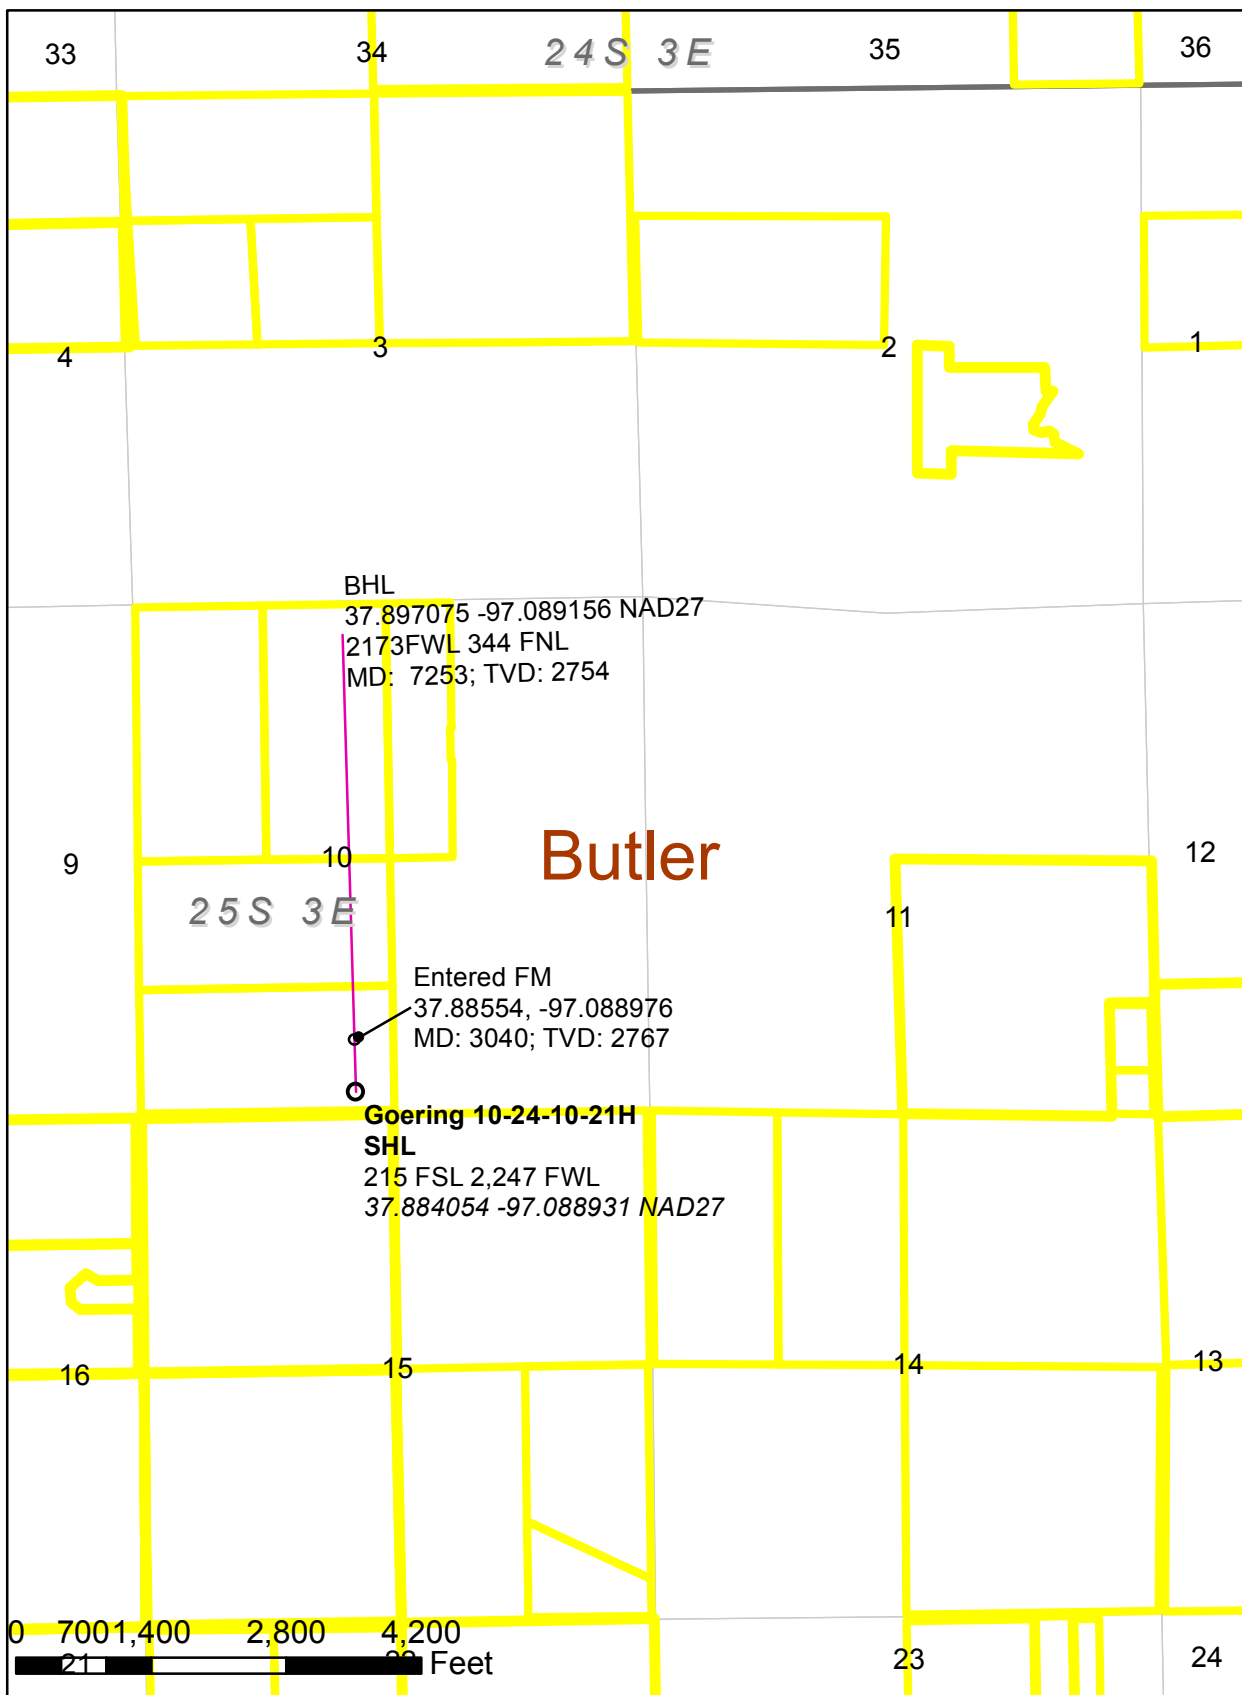 33
34
24S 3E
35
36
4
3
2
1
BHL
37.897075 -97.089156 NAD27
2173FWL 344 FNL
MD:  7253; TVD: 2754
9
10
Butler
12
25S 3E
11
Entered FM
37.88554, -97.088976
MD: 3040; TVD: 2767
Goering 10-24-10-21H
SHL
215 FSL 2,247 FWL
37.884054 -97.088931 NAD27
16
15
14
13
0 700 1,400 2,800 4,200
21
22
Feet
23
24